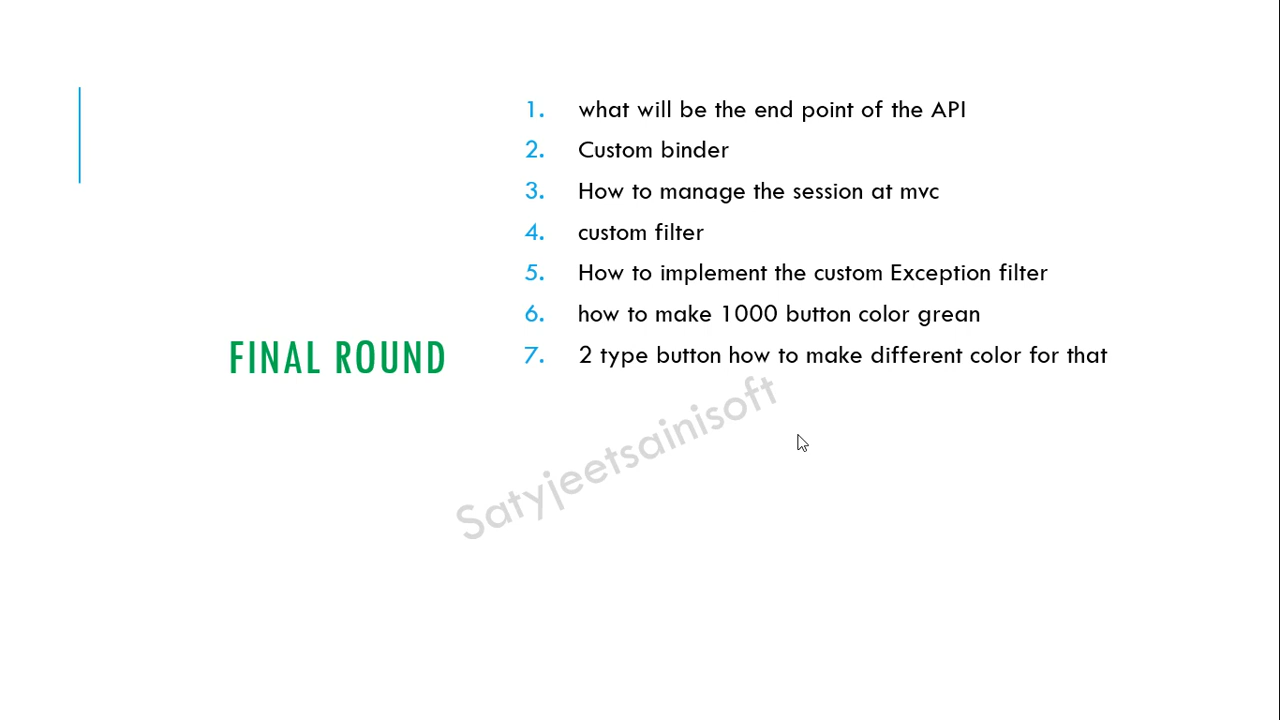 FINAL ROUND
1. what will be the end point of the API
2. Custom binder
3. How to manage the session at mvc
4. custom filter
5. How to implement the custom Exception filter
6. how to make 1000 button color grean
7. 2 type button how to make different color for that
Satyjeetsainisoft